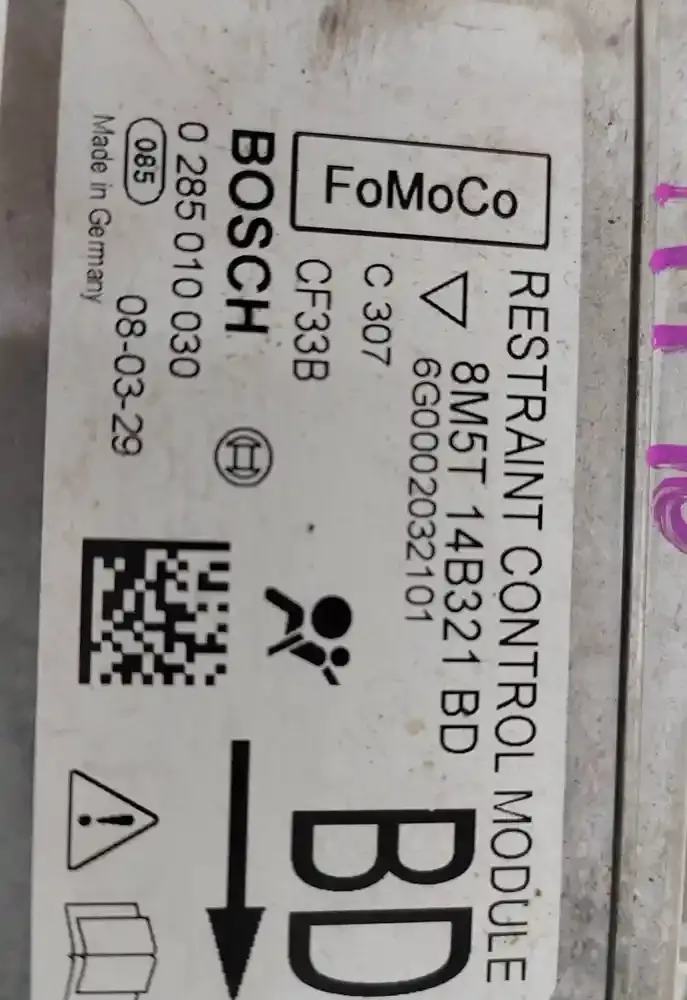 RESTRAINT CONTROL MODULE
FoMoCo
8M5T 14B321 BD
6G0002032101
C 307
CF33B
BD
BOSCH
0 285 010 030
085
08-03-29
Made in Germany